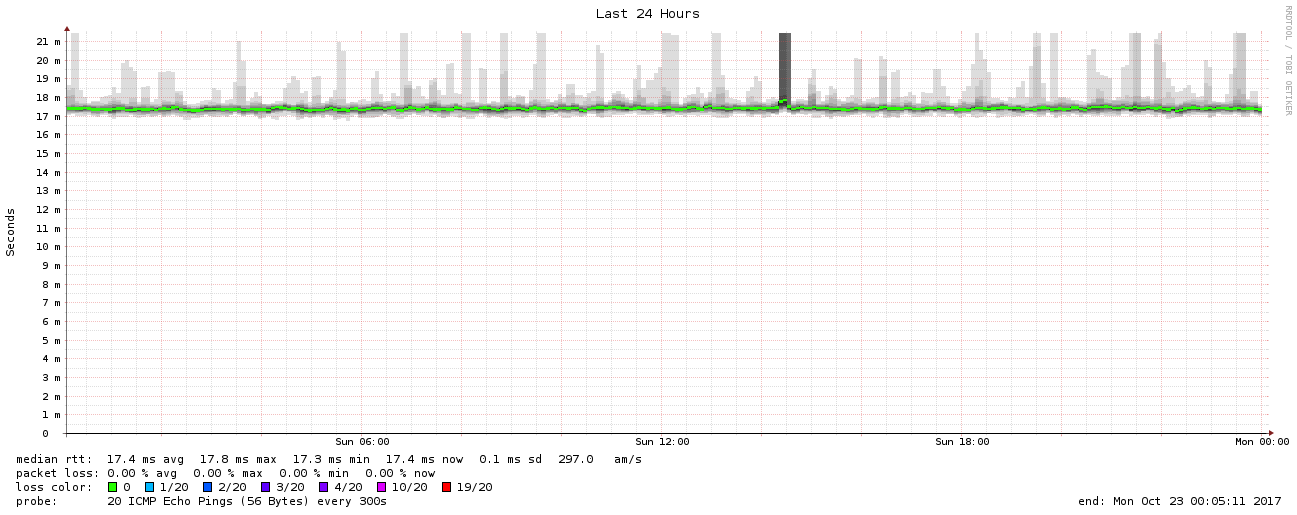 Last 24 Hours
RRDTOOL / TOBI OETIKER
Seconds
21 m
20 m
19 m
18 m
17 m
16 m
15 m
14 m
13 m
12 m
11 m
10 m
9 m
8 m
7 m
6 m
5 m
4 m
3 m
2 m
1 m
0
Sun 06:00 Sun 12:00 Sun 18:00 Mon 00:00
median rtt: 17.4 ms avg 17.8 ms max 17.3 ms min 17.4 ms now 0.1 ms sd 297.0 am/s
packet loss: 0.00 % avg 0.00 % max 0.00 % min 0.00 % now
loss color: 0 1/20 2/20 3/20 4/20 10/20 19/20
probe: 20 ICMP Echo Pings (56 Bytes) every 300s end: Mon Oct 23 00:05:11 2017